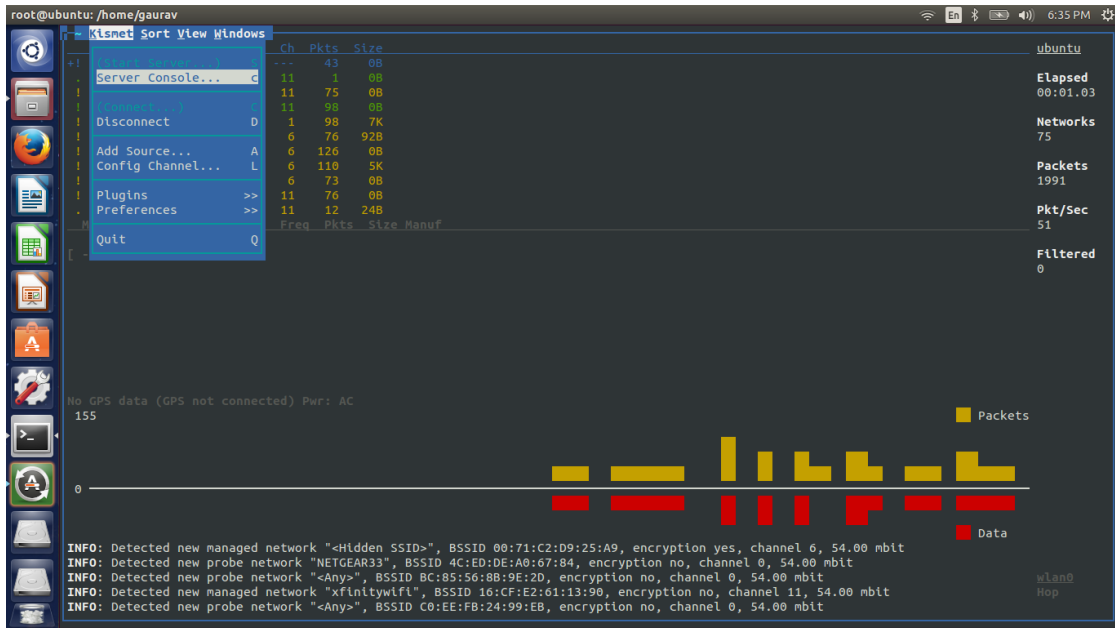 root@ubuntu: /home/gaurav
En
6:35 PM
~ Kismet Sort View Windows
Ch Pkts Size
ubuntu
+! (Start Server...) S --- 43 0B
. Server Console... c 11 1 0B
Elapsed
! 11 75 0B
00:01.03
! (Connect...) C 11 98 0B
! Disconnect D 1 98 7K
Networks
! 6 76 92B
75
! Add Source... A 6 126 0B
! Config Channel... L 6 110 5K
Packets
! 6 73 0B
1991
! Plugins >> 11 76 0B
. Preferences >> 11 12 24B
Pkt/Sec
M Freq Pkts Size Manuf
51
Quit Q
[ -
Filtered
0
No GPS data (GPS not connected) Pwr: AC
155
Packets
0
Data
INFO: Detected new managed network "<Hidden SSID>", BSSID 00:71:C2:D9:25:A9, encryption yes, channel 6, 54.00 mbit
INFO: Detected new probe network "NETGEAR33", BSSID 4C:ED:DE:A0:67:84, encryption no, channel 0, 54.00 mbit
INFO: Detected new probe network "<Any>", BSSID BC:85:56:8B:9E:2D, encryption no, channel 0, 54.00 mbit
wlan0
INFO: Detected new managed network "xfinitywifi", BSSID 16:CF:E2:61:13:90, encryption no, channel 11, 54.00 mbit
Hop
INFO: Detected new probe network "<Any>", BSSID C0:EE:FB:24:99:EB, encryption no, channel 0, 54.00 mbit